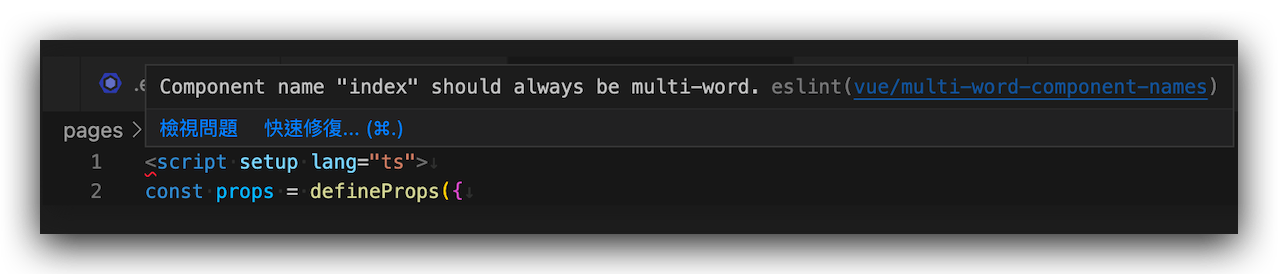 .e
Component name "index" should always be multi-word. eslint(vue/multi-word-component-names)
pages >
檢視問題 快速修復... (⌘.)
1 <script setup lang="ts">↓
2 const props = defineProps({↓